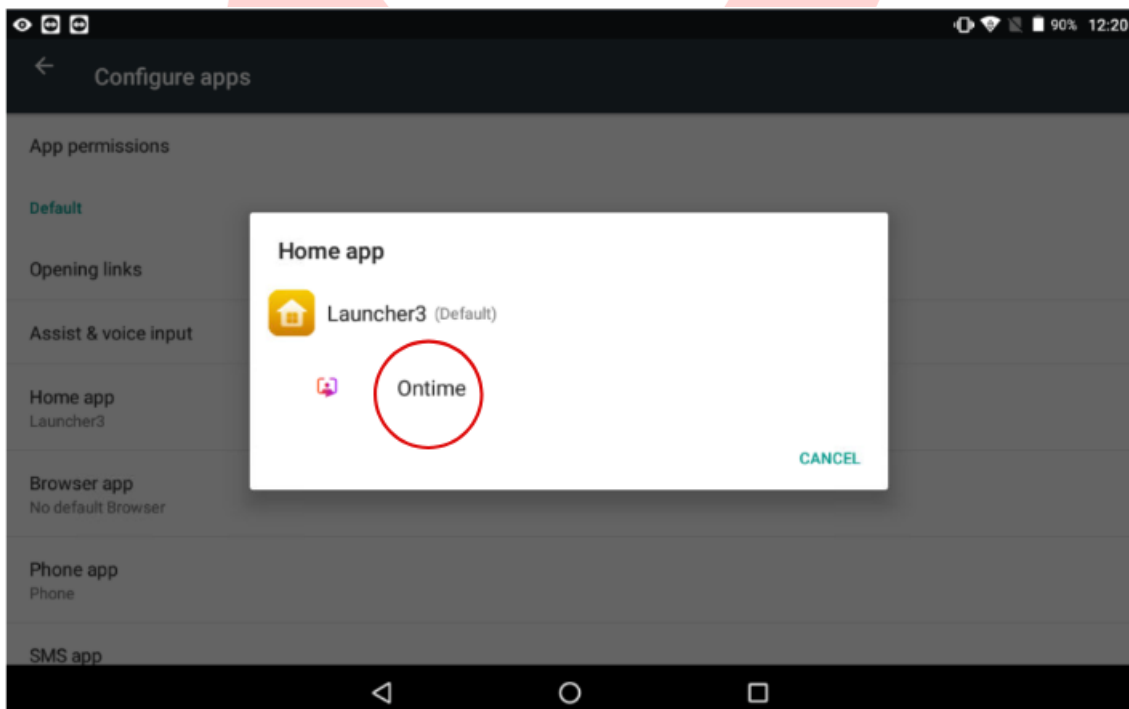 90% 12:20
Configure apps
App permissions
Default
Opening links
Assist & voice input
Home app
Launcher3
Browser app
No default Browser
Phone app
Phone
SMS app
Home app
Launcher3 (Default)
Ontime
CANCEL